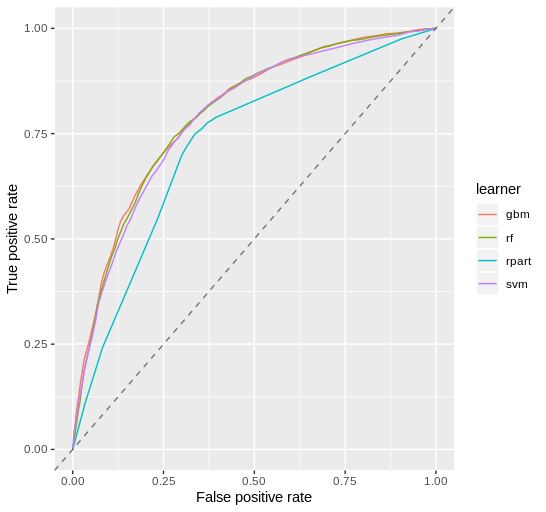 1.00
0.75
0.50
0.25
0.00
True positive rate
0.00 0.25 0.50 0.75 1.00
False positive rate
learner
gbm
rf
rpart
svm